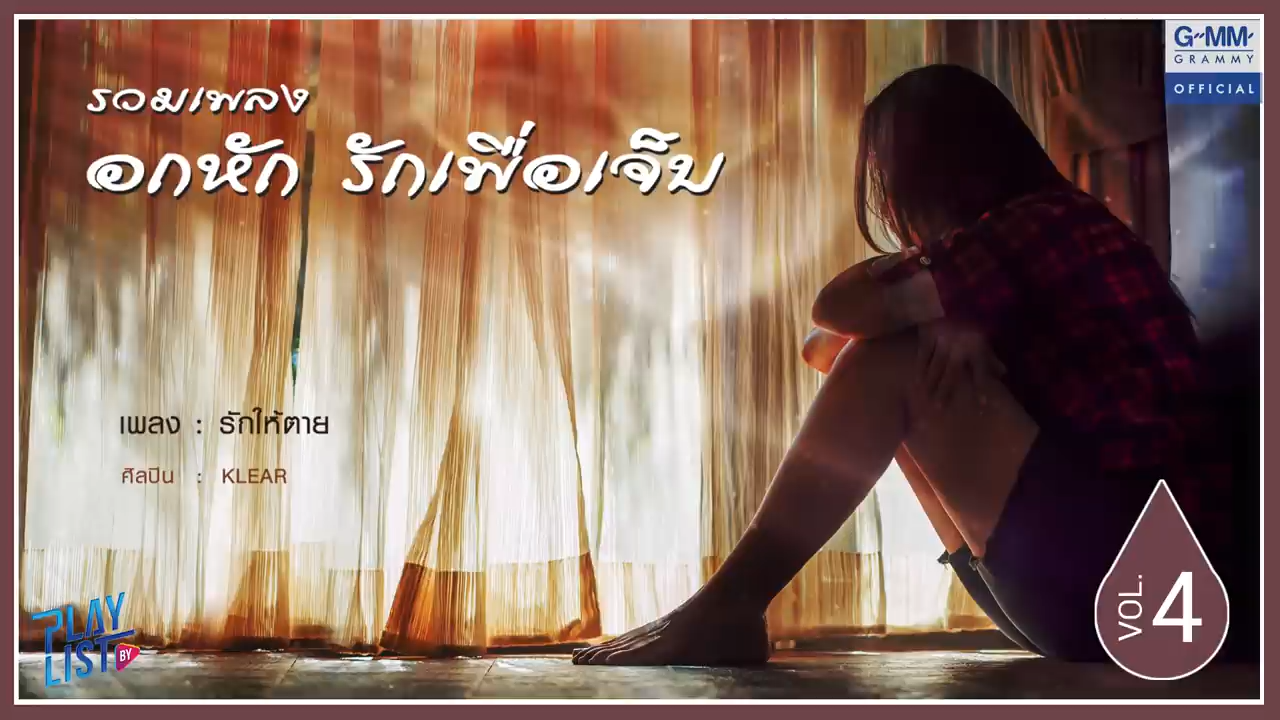 รวมเพลง
อกหัก รักเฟื่อเจ็บ
G-MM-
GRAMMY
OFFICIAL
เพลง : รักให้ตาย
ศิลปิน : KLEAR
PLAY
LIST BY
VOL. 4